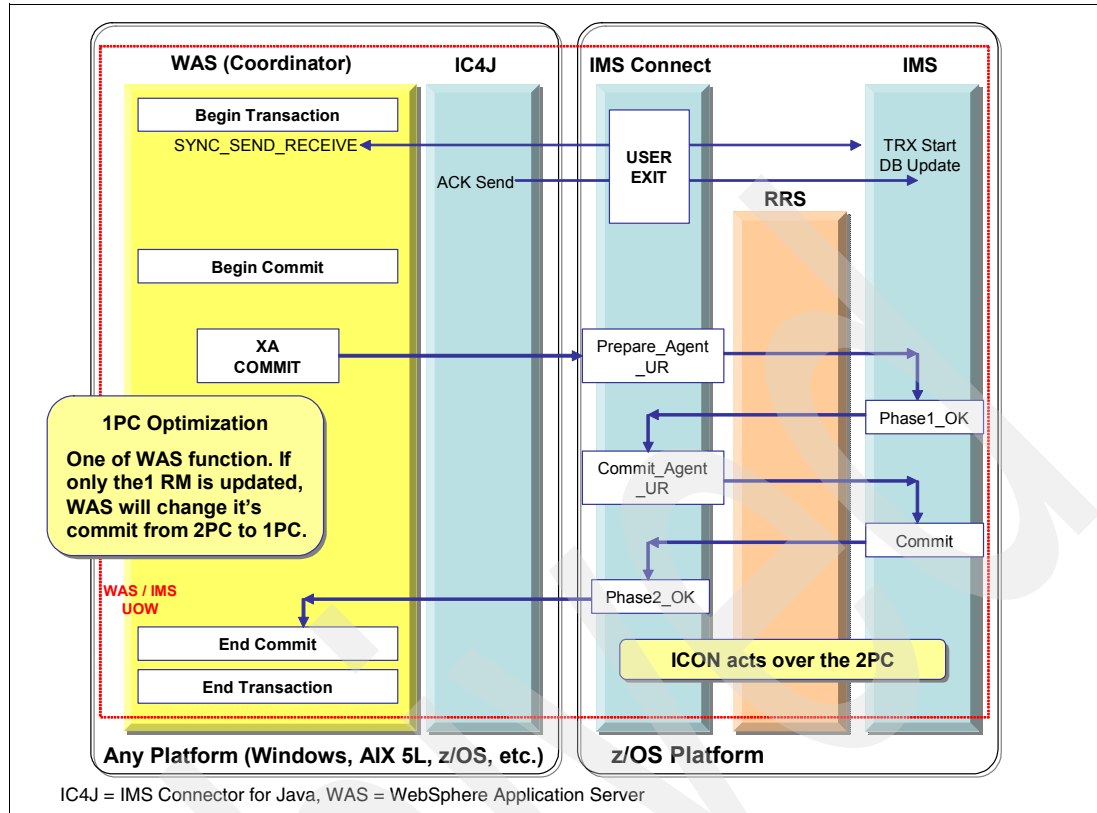 WAS (Coordinator)
IC4J
IMS Connect
IMS
Begin Transaction
SYNC_SEND_RECEIVE
ACK Send
USER
EXIT
TRX Start
DB Update
RRS
Begin Commit
XA
COMMIT
Prepare_Agent
_UR
Phase1_OK
1PC Optimization
One of WAS function. If
only the1 RM is updated,
WAS will change it's
commit from 2PC to 1PC.
Commit_Agent
_UR
Commit
WAS / IMS
UOW
Phase2_OK
End Commit
ICON acts over the 2PC
End Transaction
Any Platform (Windows, AIX 5L, z/OS, etc.)
z/OS Platform
IC4J = IMS Connector for Java, WAS = WebSphere Application Server